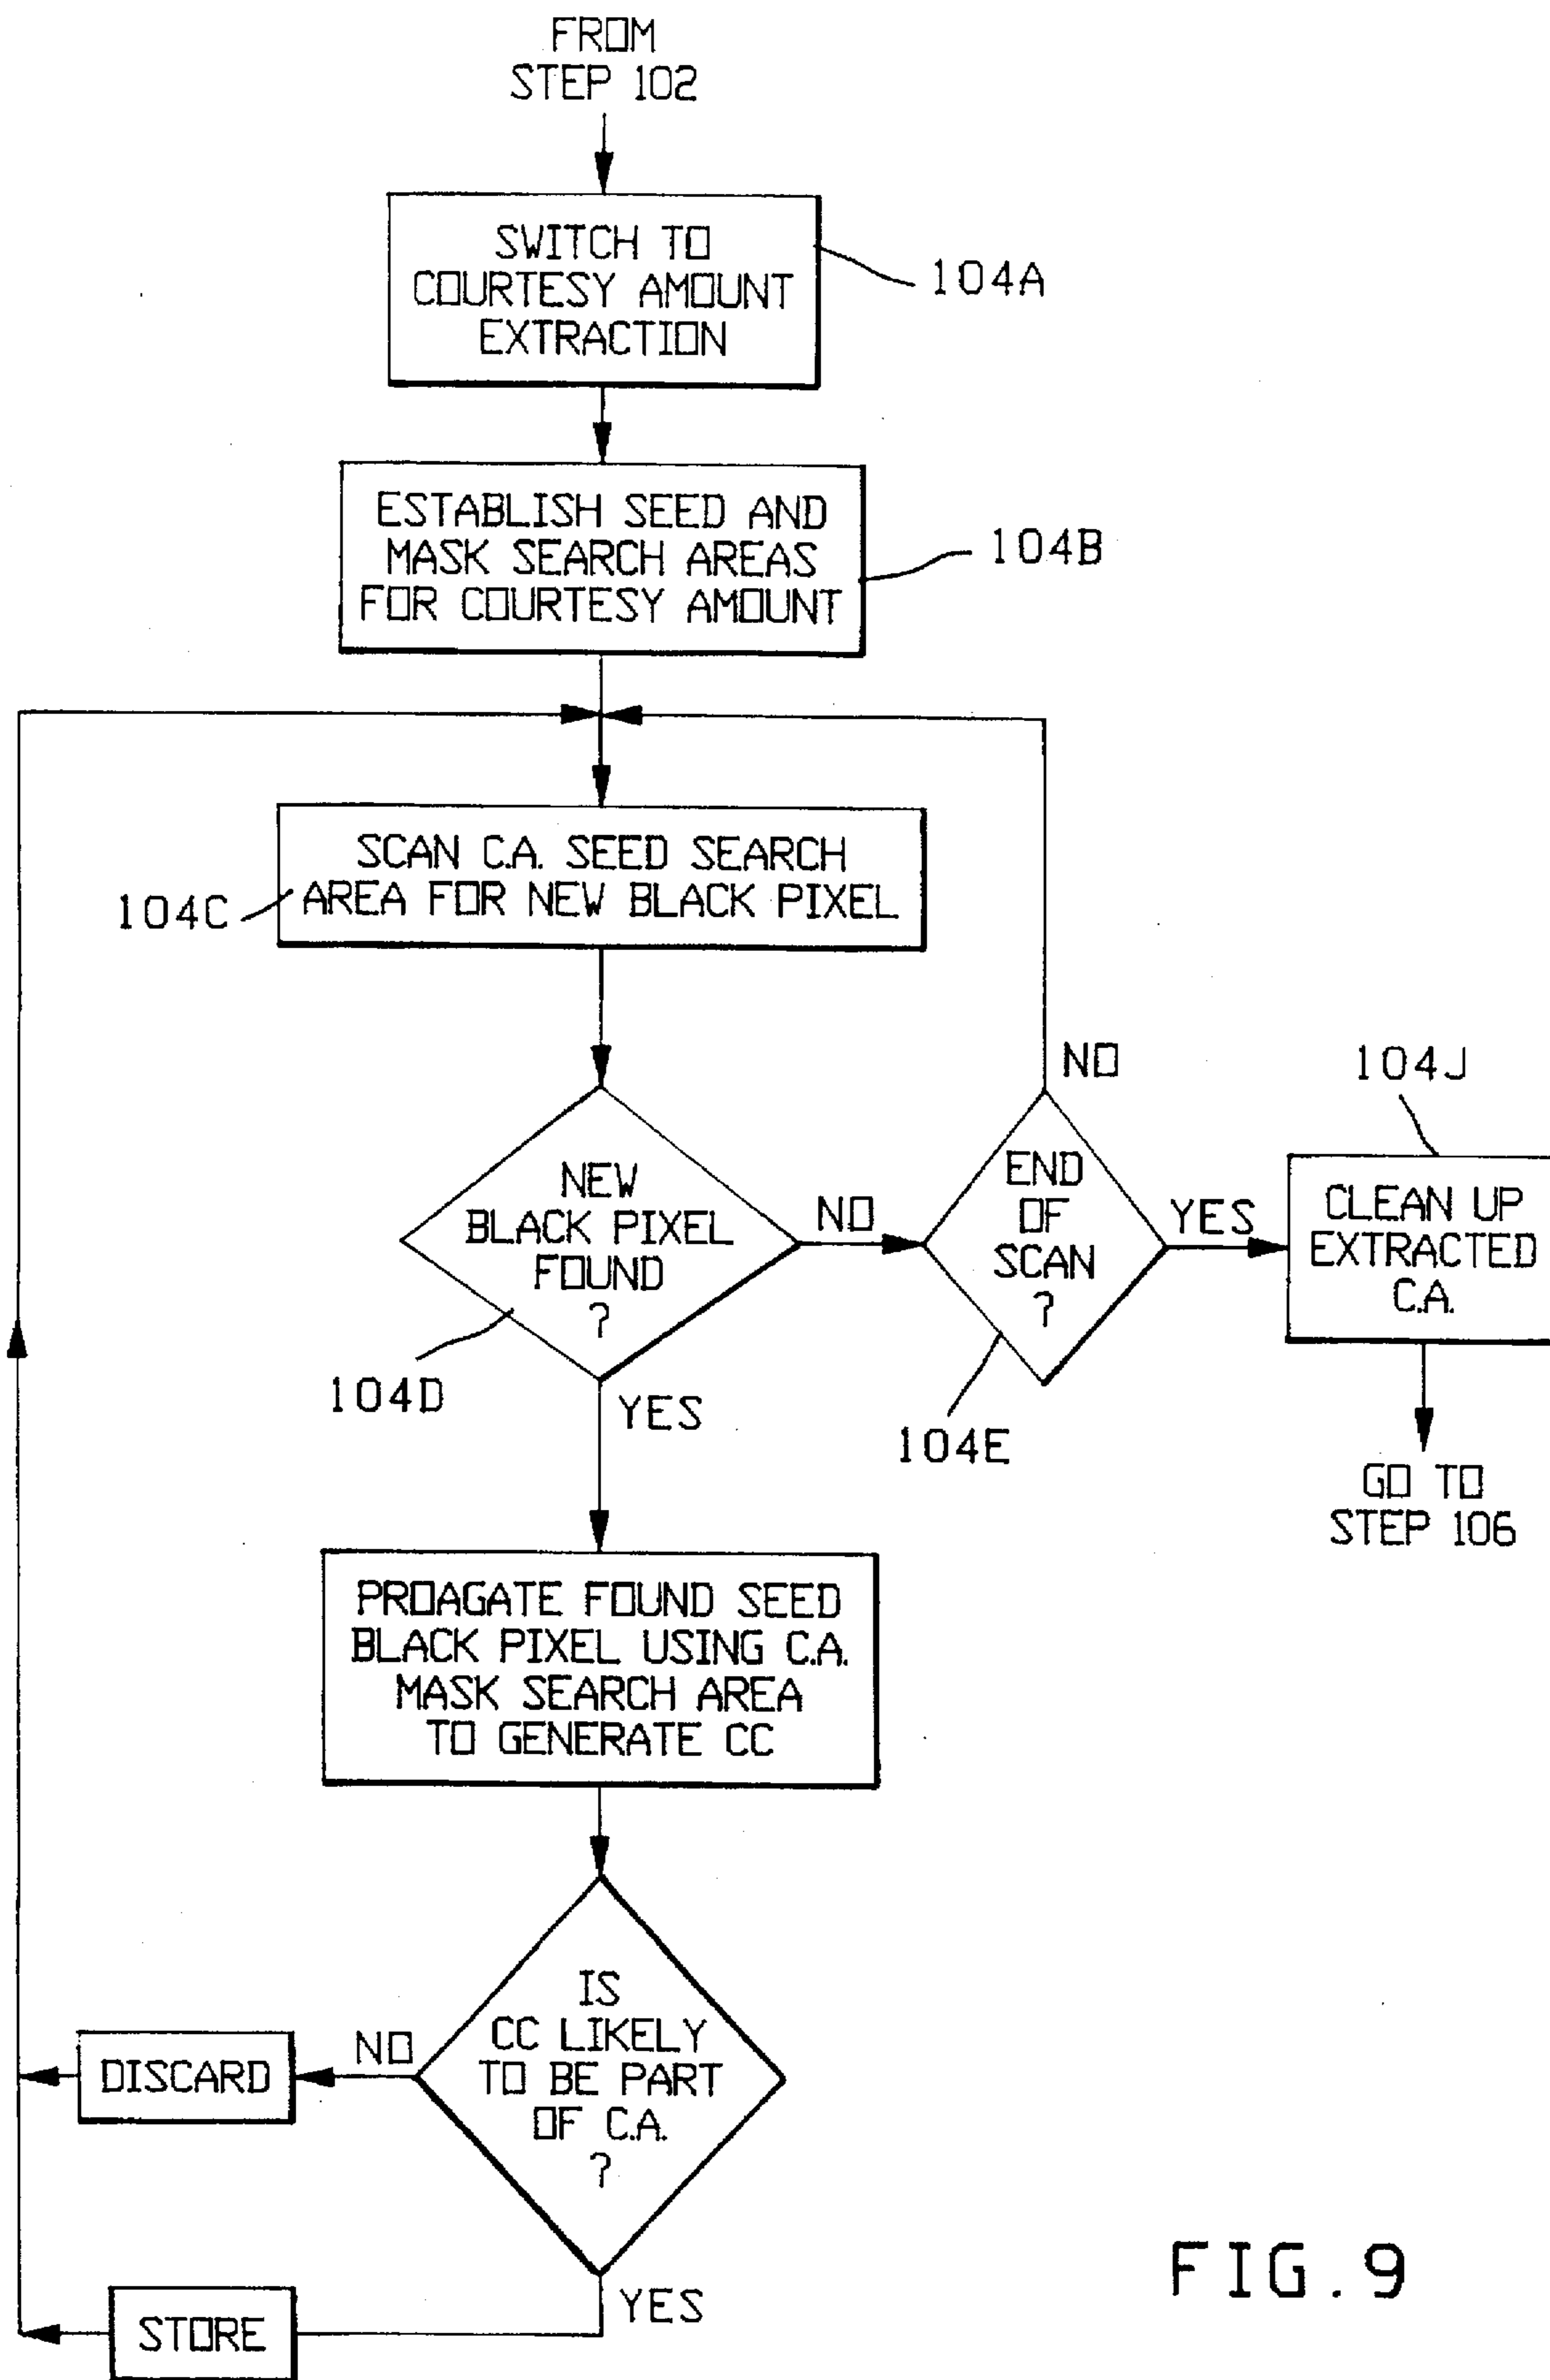 FROM
STEP 102
SWITCH TO
COURTESY AMOUNT
EXTRACTION
104A
ESTABLISH SEED AND
MASK SEARCH AREAS
FOR COURTESY AMOUNT
104B
SCAN C.A. SEED SEARCH
AREA FOR NEW BLACK PIXEL
104C
NEW
BLACK PIXEL
FOUND
?
104D
NO
YES
END
OF
SCAN
?
104E
NO
YES
104J
CLEAN UP
EXTRACTED
C.A.
GO TO
STEP 106
PROAGATE FOUND SEED
BLACK PIXEL USING C.A.
MASK SEARCH AREA
TO GENERATE CC
IS
CC LIKELY
TO BE PART
OF C.A.
?
NO
DISCARD
YES
STORE
FIG. 9